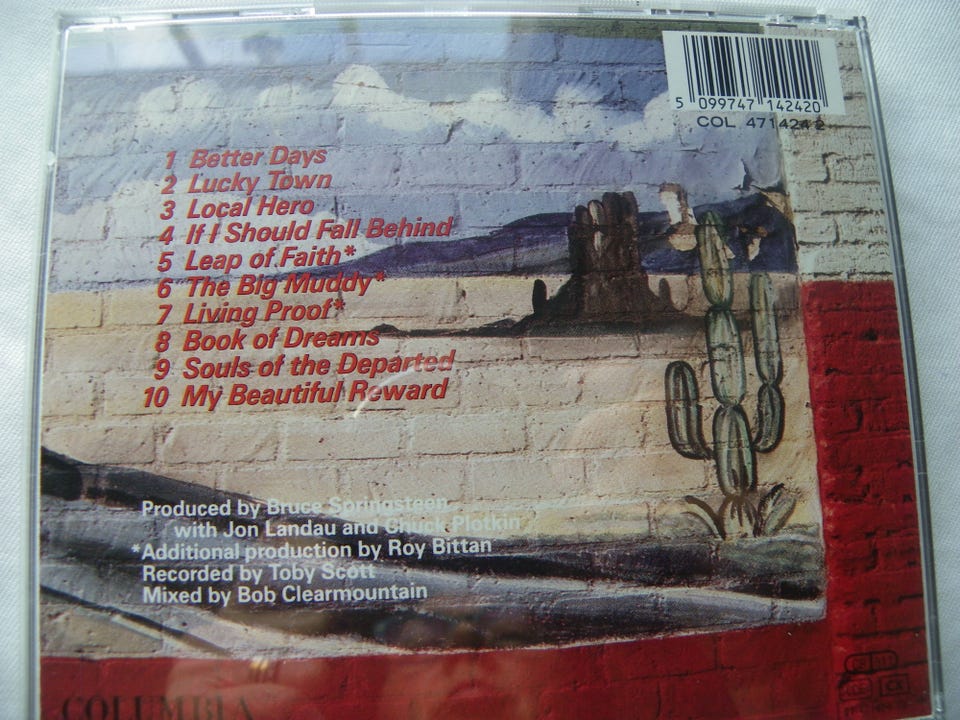 5 099747 142420
COL 471424 2
1 Better Days
2 Lucky Town
3 Local Hero
4 If I Should Fall Behind
5 Leap of Faith*
6 The Big Muddy*
7 Living Proof*
8 Book of Dreams
9 Souls of the Departed
10 My Beautiful Reward
Produced by Bruce Springsteen
with Jon Landau and Chuck Plotkin
*Additional production by Roy Bittan
Recorded by Toby Scott
Mixed by Bob Clearmountain
COLUMBIA